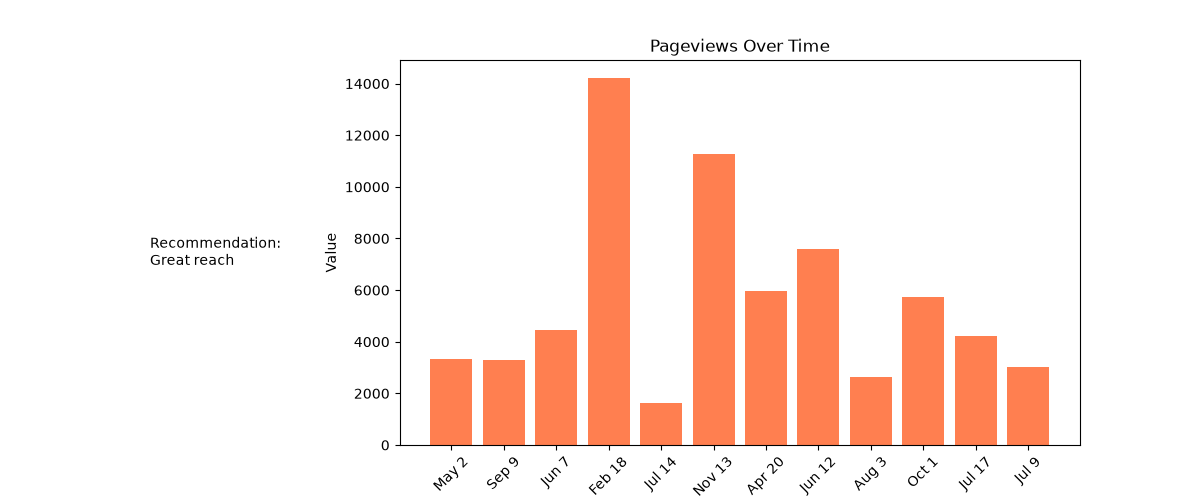 Pageviews Over Time
Recommendation:
Great reach
Value
14000
12000
10000
8000
6000
4000
2000
0
May 2
Sep 9
Jun 7
Feb 18
Jul 14
Nov 13
Apr 20
Jun 12
Aug 3
Oct 1
Jul 17
Jul 9